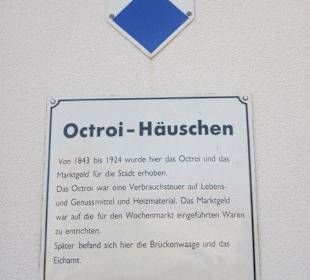 Octroi-Häuschen
Von 1843 bis 1924 wurde hier das Octroi und das
Marktgeld für die Stadt erhoben.
Das Octroi war eine Verbrauchsteuer auf Lebens-
und Genussmittel und Heizmaterial. Das Marktgeld
war auf die für den Wochenmarkt eingeführten Waren
zu entrichten.
Später befand sich hier die Brückenwaage und das
Eichamt.